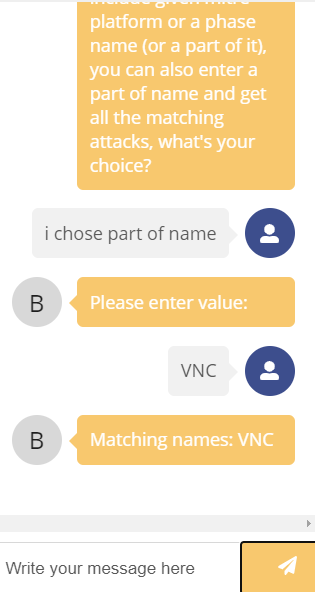 platform or a phase
name (or a part of it),
you can also enter a
part of name and get
all the matching
attacks, what's your
choice?
i chose part of name
B
Please enter value:
VNC
B
Matching names: VNC
Write your message here